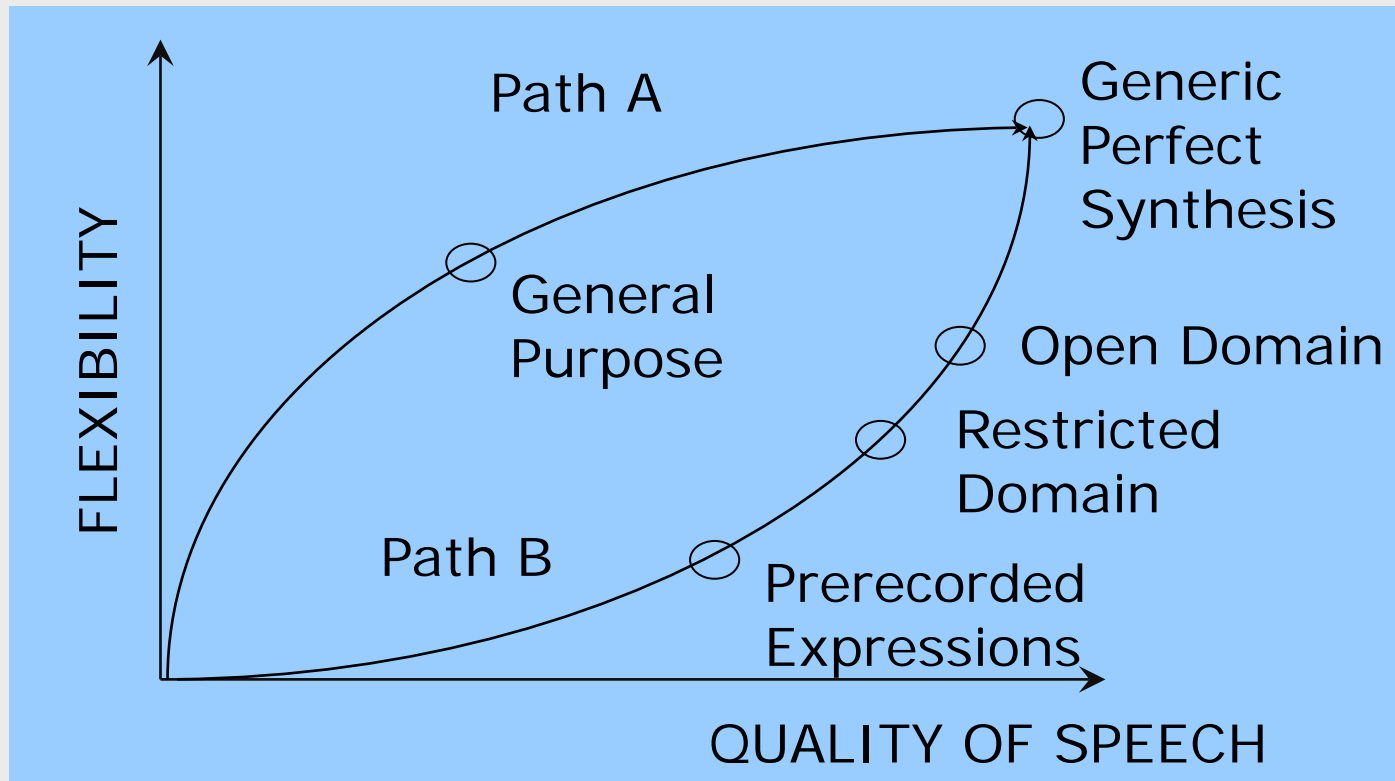 Path A
Generic
Perfect
Synthesis
FLEXIBILITY
General
Purpose
Open Domain
Restricted
Domain
Path B
Prerecorded
Expressions
QUALITY OF SPEECH